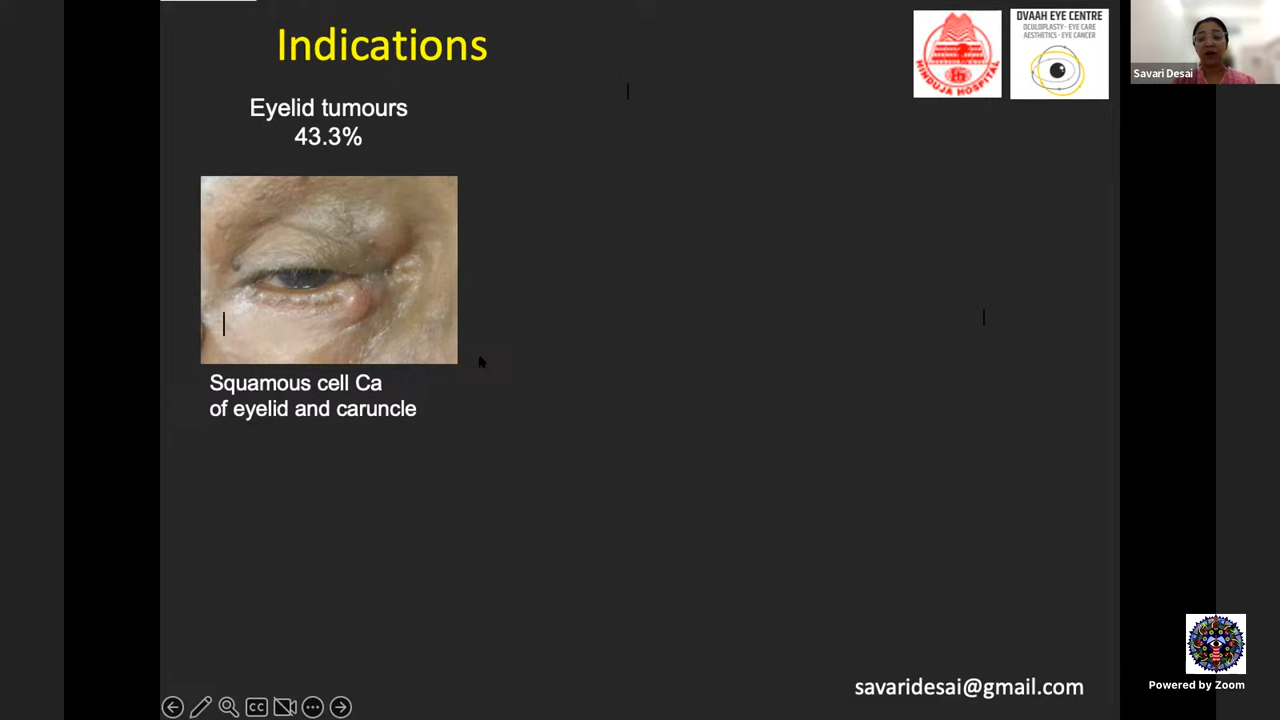 Indications
DVAAH EYE CENTRE
OCULOPLASTY - EYE CARE
AESTHETICS - EYE CANCER
HINDUJA HOSPITAL
Savari Desai
Eyelid tumours
43.3%
Squamous cell Ca
of eyelid and caruncle
savaridesai@gmail.com
CC
Powered by Zoom